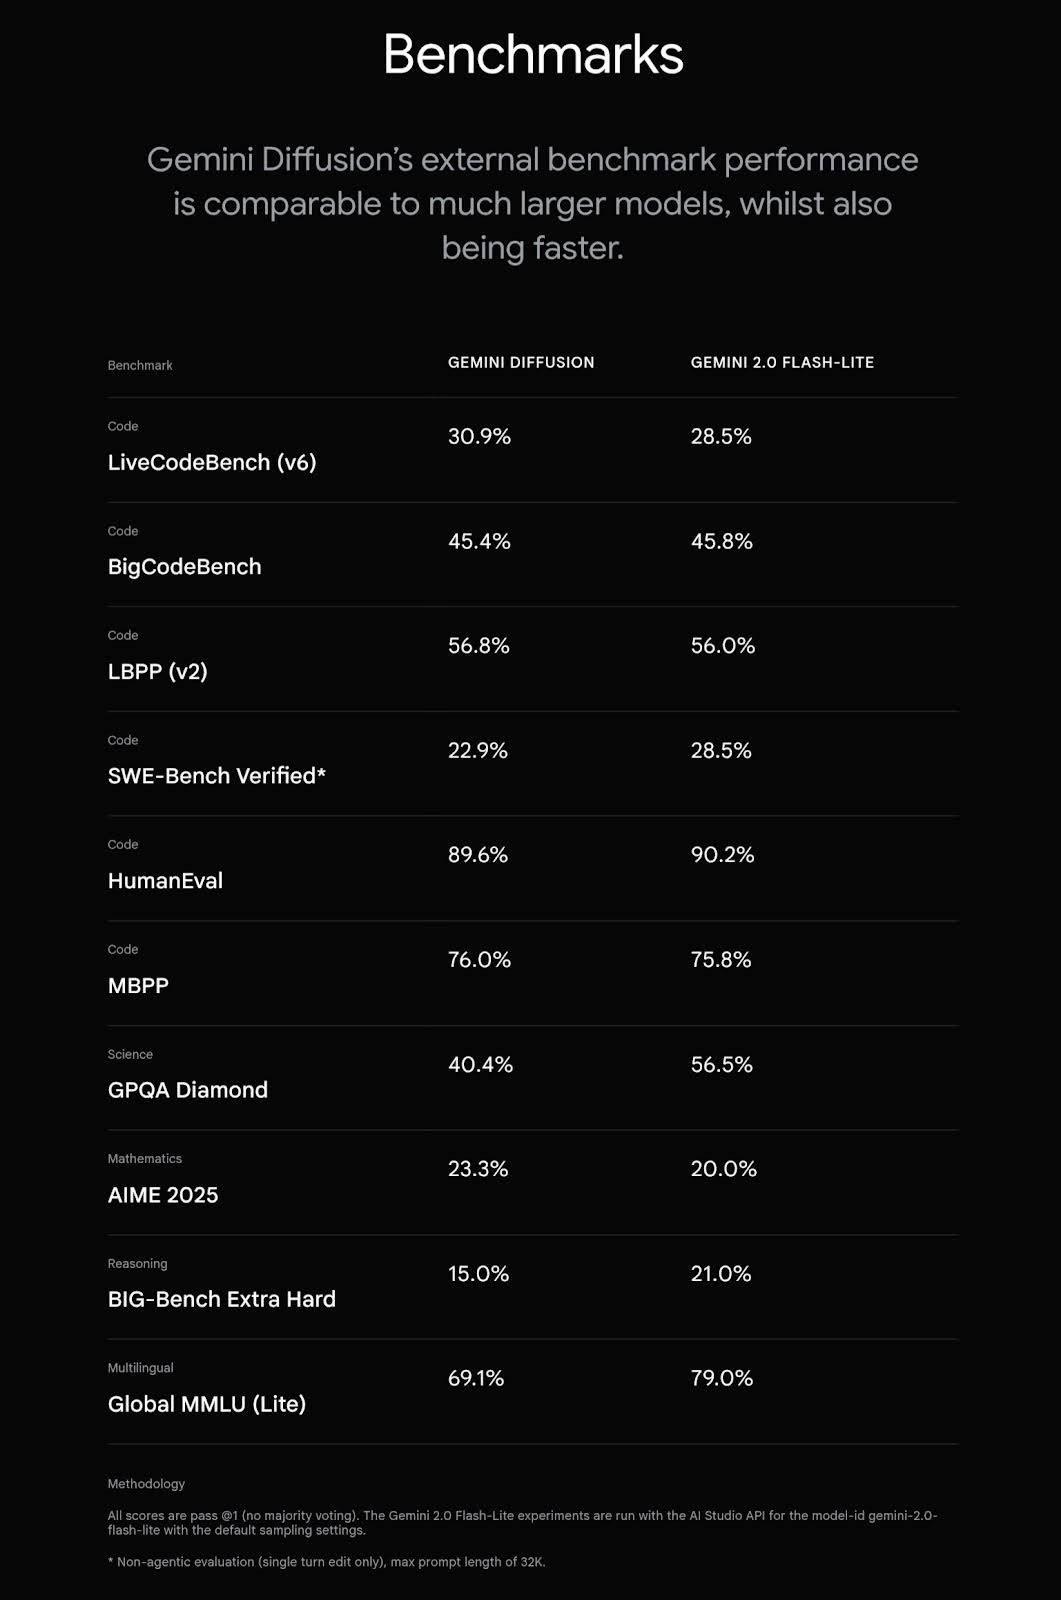 Benchmarks
Gemini Diffusion’s external benchmark performance
is comparable to much larger models, whilst also
being faster.
Benchmark GEMINI DIFFUSION GEMINI 2.0 FLASH-LITE
Code
LiveCodeBench (v6) 30.9% 28.5%
Code
BigCodeBench 45.4% 45.8%
Code
LBPP (v2) 56.8% 56.0%
Code
SWE-Bench Verified* 22.9% 28.5%
Code
HumanEval 89.6% 90.2%
Code
MBPP 76.0% 75.8%
Science
GPQA Diamond 40.4% 56.5%
Mathematics
AIME 2025 23.3% 20.0%
Reasoning
BIG-Bench Extra Hard 15.0% 21.0%
Multilingual
Global MMLU (Lite) 69.1% 79.0%
Methodology
All scores are pass @1 (no majority voting). The Gemini 2.0 Flash-Lite experiments are run with the AI Studio API for the model-id gemini-2.0-
flash-lite with the default sampling settings.
* Non-agentic evaluation (single turn edit only), max prompt length of 32K.